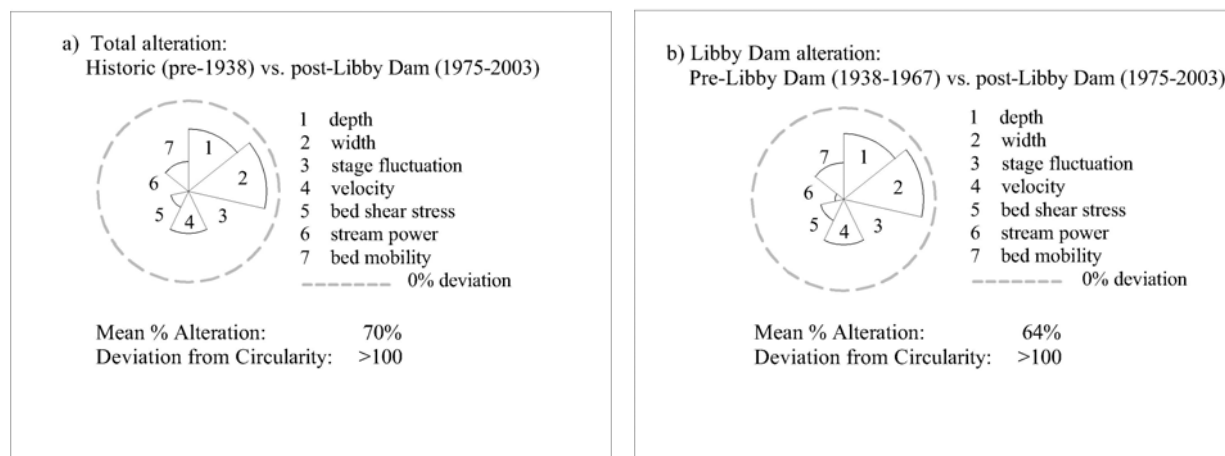 a) Total alteration:
Historic (pre-1938) vs. post-Libby Dam (1975-2003)
7
1
2
6
5
4
3
1 depth
2 width
3 stage fluctuation
4 velocity
5 bed shear stress
6 stream power
7 bed mobility
0% deviation
Mean % Alteration: 70%
Deviation from Circularity: >100
b) Libby Dam alteration:
Pre-Libby Dam (1938-1967) vs. post-Libby Dam (1975-2003)
7
1
2
6
5
4
3
1 depth
2 width
3 stage fluctuation
4 velocity
5 bed shear stress
6 stream power
7 bed mobility
0% deviation
Mean % Alteration: 64%
Deviation from Circularity: >100